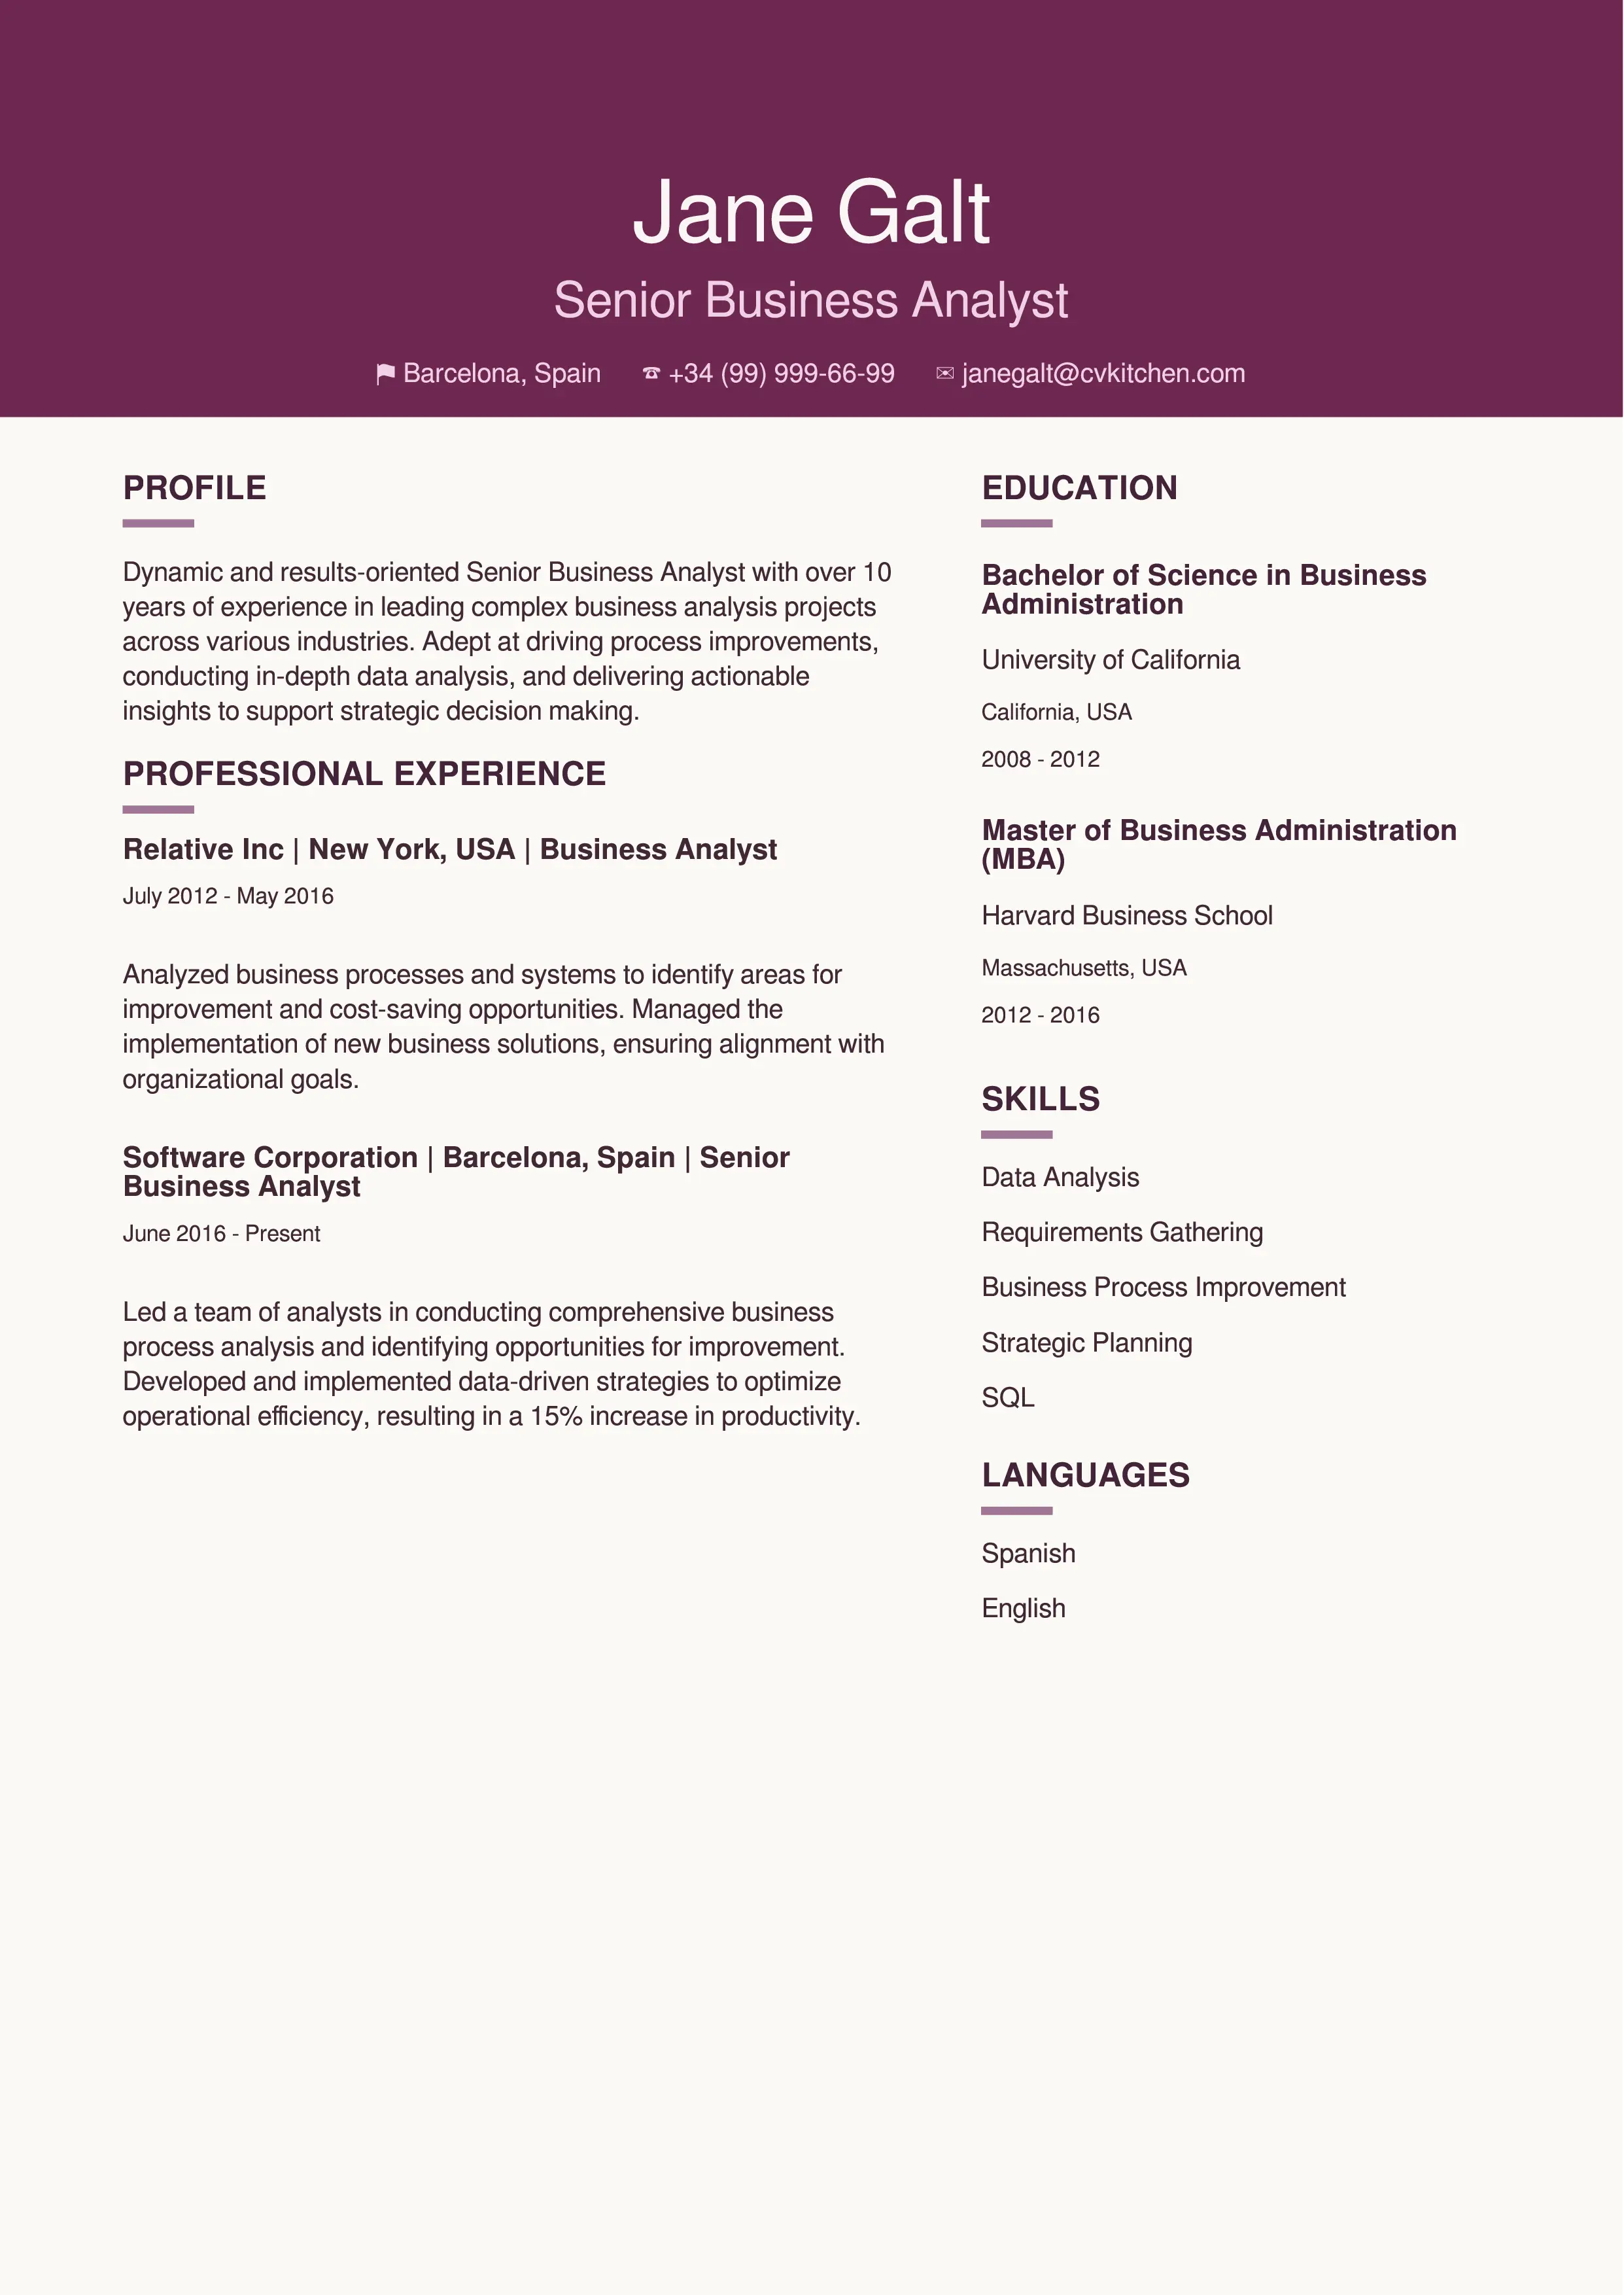 Jane Galt
Senior Business Analyst
Barcelona, Spain ☎ +34 (99) 999-66-99 ✉ janegalt@cvkitchen.com
PROFILE
Dynamic and results-oriented Senior Business Analyst with over 10
years of experience in leading complex business analysis projects
across various industries. Adept at driving process improvements,
conducting in-depth data analysis, and delivering actionable
insights to support strategic decision making.
PROFESSIONAL EXPERIENCE
Relative Inc | New York, USA | Business Analyst
July 2012 - May 2016
Analyzed business processes and systems to identify areas for
improvement and cost-saving opportunities. Managed the
implementation of new business solutions, ensuring alignment with
organizational goals.
Software Corporation | Barcelona, Spain | Senior
Business Analyst
June 2016 - Present
Led a team of analysts in conducting comprehensive business
process analysis and identifying opportunities for improvement.
Developed and implemented data-driven strategies to optimize
operational efficiency, resulting in a 15% increase in productivity.
EDUCATION
Bachelor of Science in Business
Administration
University of California
California, USA
2008 - 2012
Master of Business Administration
(MBA)
Harvard Business School
Massachusetts, USA
2012 - 2016
SKILLS
Data Analysis
Requirements Gathering
Business Process Improvement
Strategic Planning
SQL
LANGUAGES
Spanish
English